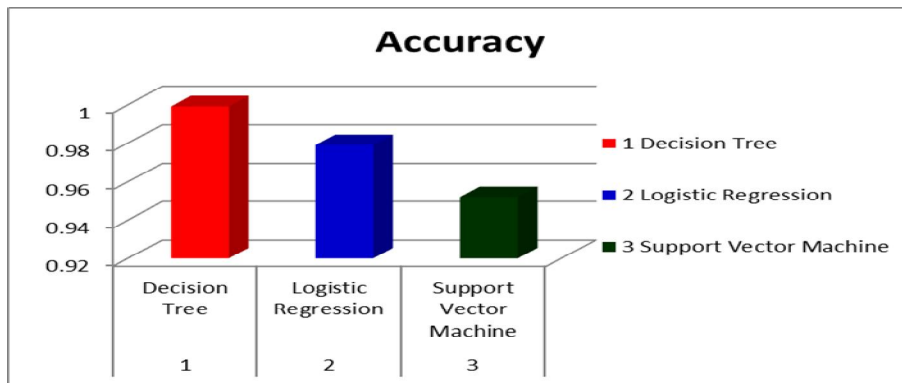 Accuracy
1
0.98
0.96
0.94
0.92
Decision
Tree
Logistic
Regression
Support
Vector
Machine
1
2
3
1 Decision Tree
2 Logistic Regression
3 Support Vector Machine